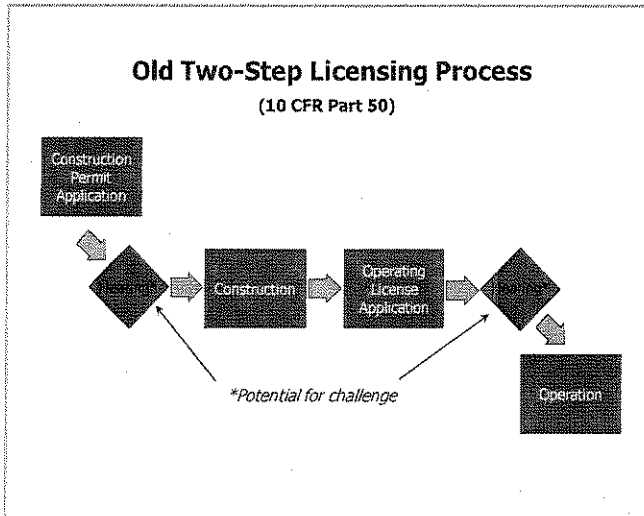 Old Two-Step Licensing Process
(10 CFR Part 50)
Construction
Permit
Application
Construction
Operating
License
Application
*Potential for challenge
Operation